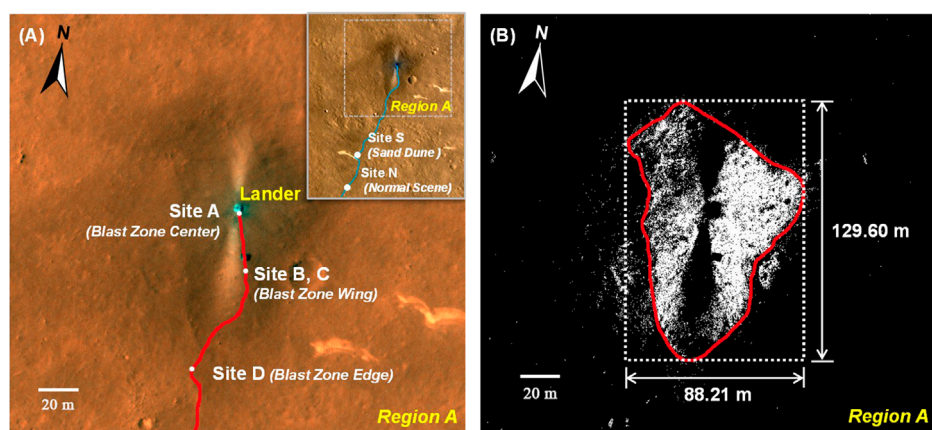 (A)
N
Region A
Site S
(Sand Dune)
Site N
(Normal Scene)
Lander
Site A
(Blast Zone Center)
Site B, C
(Blast Zone Wing)
Site D (Blast Zone Edge)
20 m
Region A
(B)
N
129.60 m
88.21 m
20 m
Region A